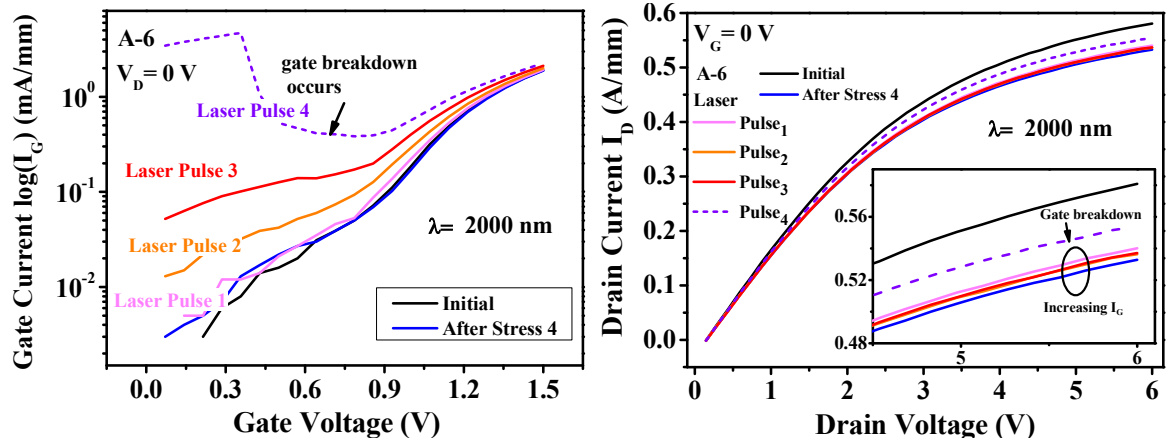 Gate Current log(I_G) (mA/mm)
10^0
10^-1
10^-2
A-6
V_D= 0 V
gate breakdown
occurs
Laser Pulse 4
Laser Pulse 3
Laser Pulse 2
Laser Pulse 1
λ= 2000 nm
Initial
After Stress 4
0.0 0.3 0.6 0.9 1.2 1.5
Gate Voltage (V)
Drain Current I_D (A/mm)
0.6
0.5
0.4
0.3
0.2
0.1
0.0
V_G= 0 V
A-6
Laser
Initial
After Stress 4
Pulse_1
Pulse_2
Pulse_3
Pulse_4
λ= 2000 nm
0.56
0.52
0.48
Gate breakdown
Increasing I_G
5 6
0 1 2 3 4 5 6
Drain Voltage (V)